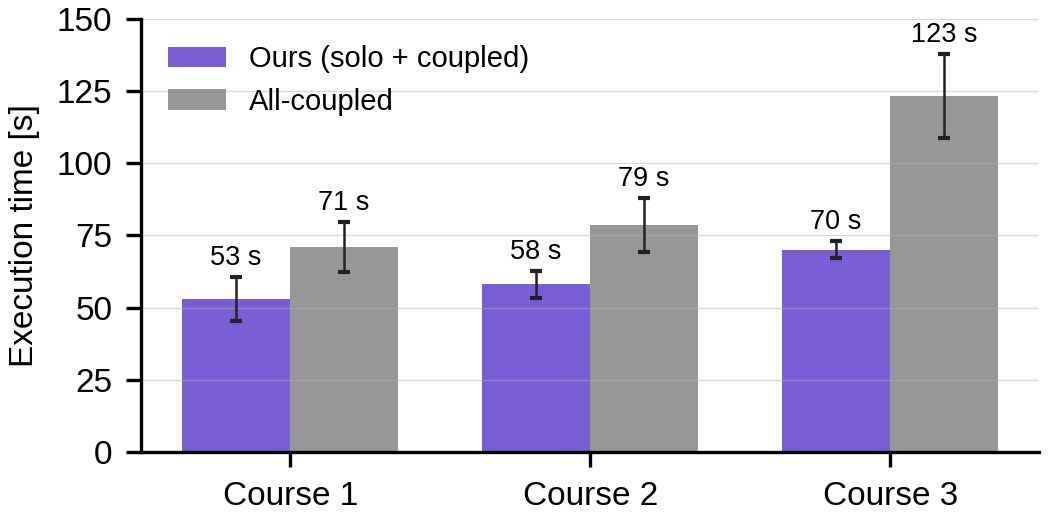 Execution time [s]
150
125
100
75
50
25
0
Ours (solo + coupled)
All-coupled
53 s
71 s
58 s
79 s
70 s
123 s
Course 1
Course 2
Course 3